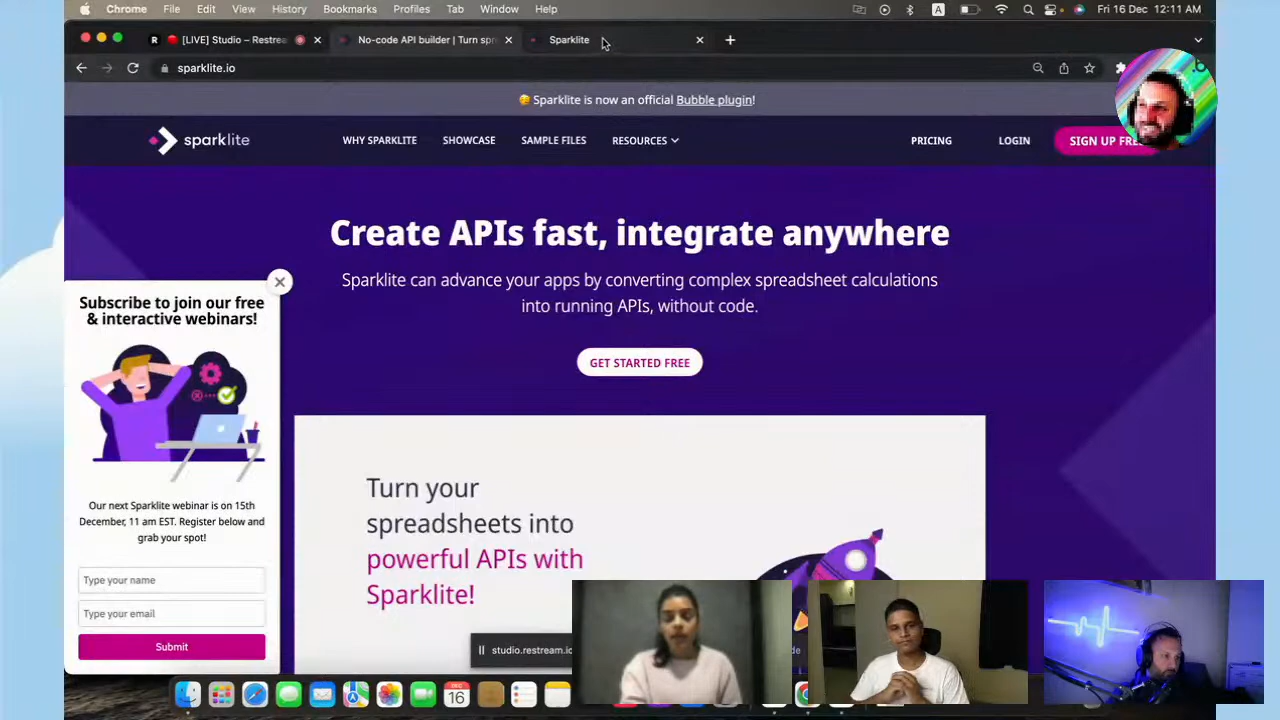 Chrome File Edit View History Bookmarks Profiles Tab Window Help
A Fri 16 Dec 12:11 AM
R [LIVE] Studio – Restrea
No-code API builder | Turn spr
Sparklite
sparklite.io
Sparklite is now an official Bubble plugin!
sparklite
WHY SPARKLITE SHOWCASE SAMPLE FILES RESOURCES PRICING LOGIN SIGN UP FREE
Create APIs fast, integrate anywhere
Sparklite can advance your apps by converting complex spreadsheet calculations
into running APIs, without code.
GET STARTED FREE
Subscribe to join our free
& interactive webinars!
Our next Sparklite webinar is on 15th
December, 11 am EST. Register below and
grab your spot!
Type your name
Type your email
Submit
Turn your
spreadsheets into
powerful APIs with
Sparklite!
studio.restream.io
DEC
16